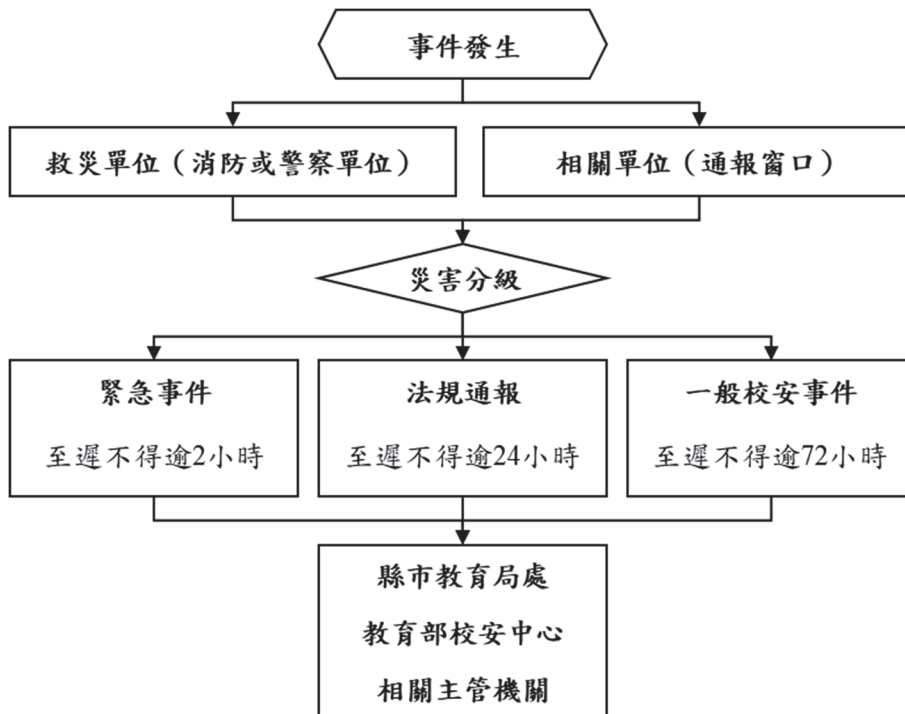 事件發生
救災單位（消防或警察單位）
相關單位（通報窗口）
災害分級
緊急事件
至遲不得逾2小時
法規通報
至遲不得逾24小時
一般校安事件
至遲不得逾72小時
縣市教育局處
教育部校安中心
相關主管機關